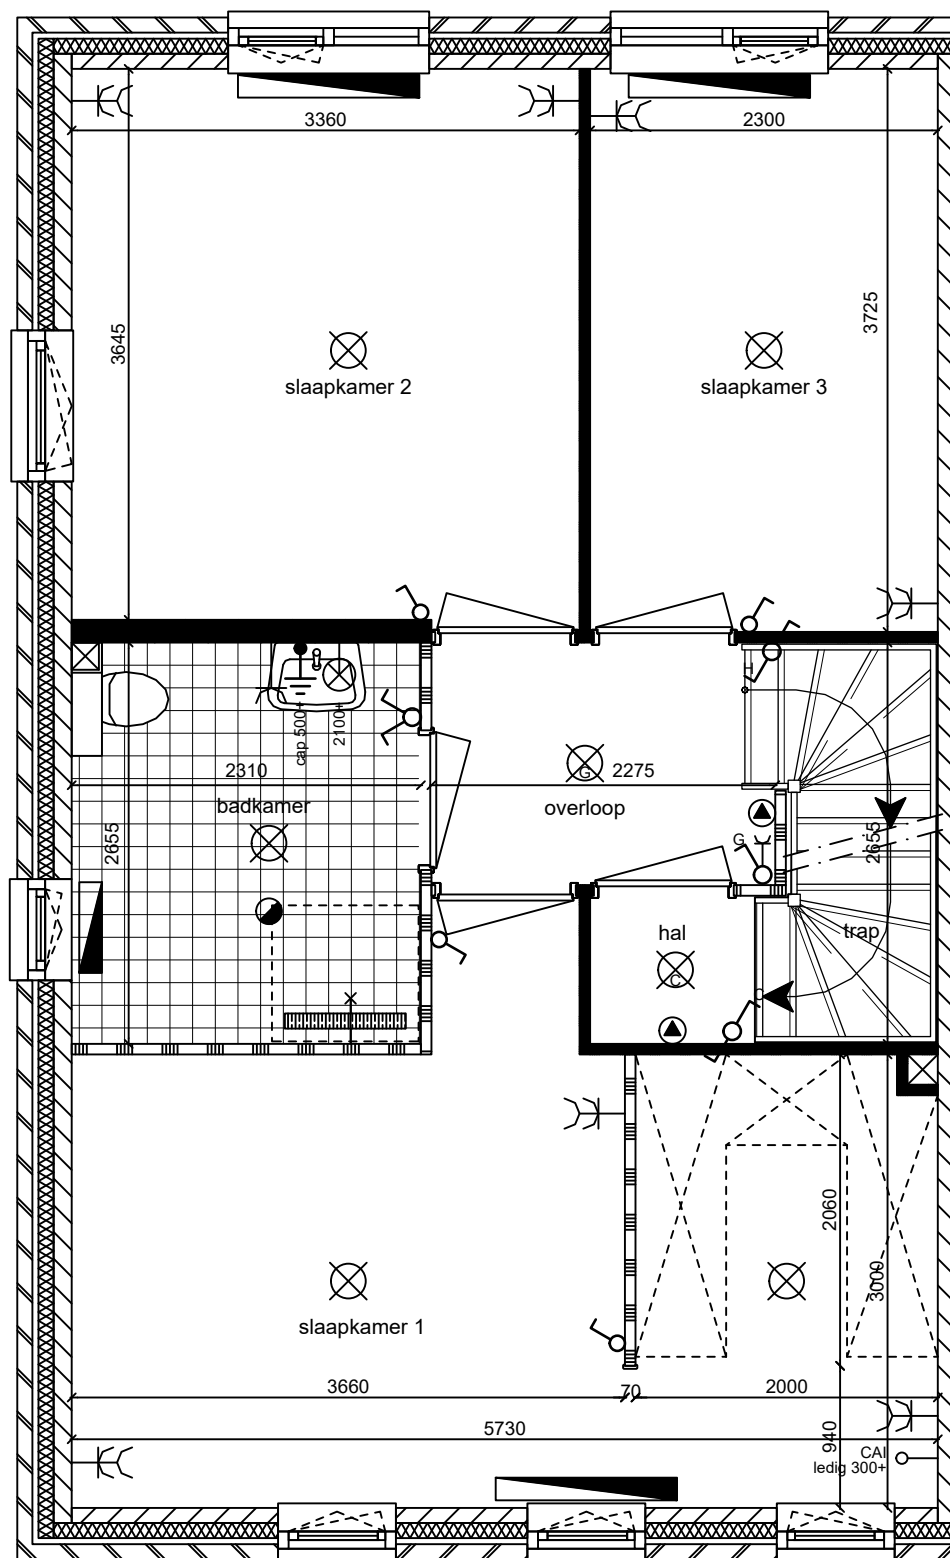 3360
2300
3645
3725
slaapkamer 2
slaapkamer 3
H
cap 500+
2100+
2310
G
2275
badkamer
overloop
2655
G
2655
hal
trap
C
C
2060
3000
slaapkamer 1
3660
70
2000
5730
940
CAI
ledig 300+